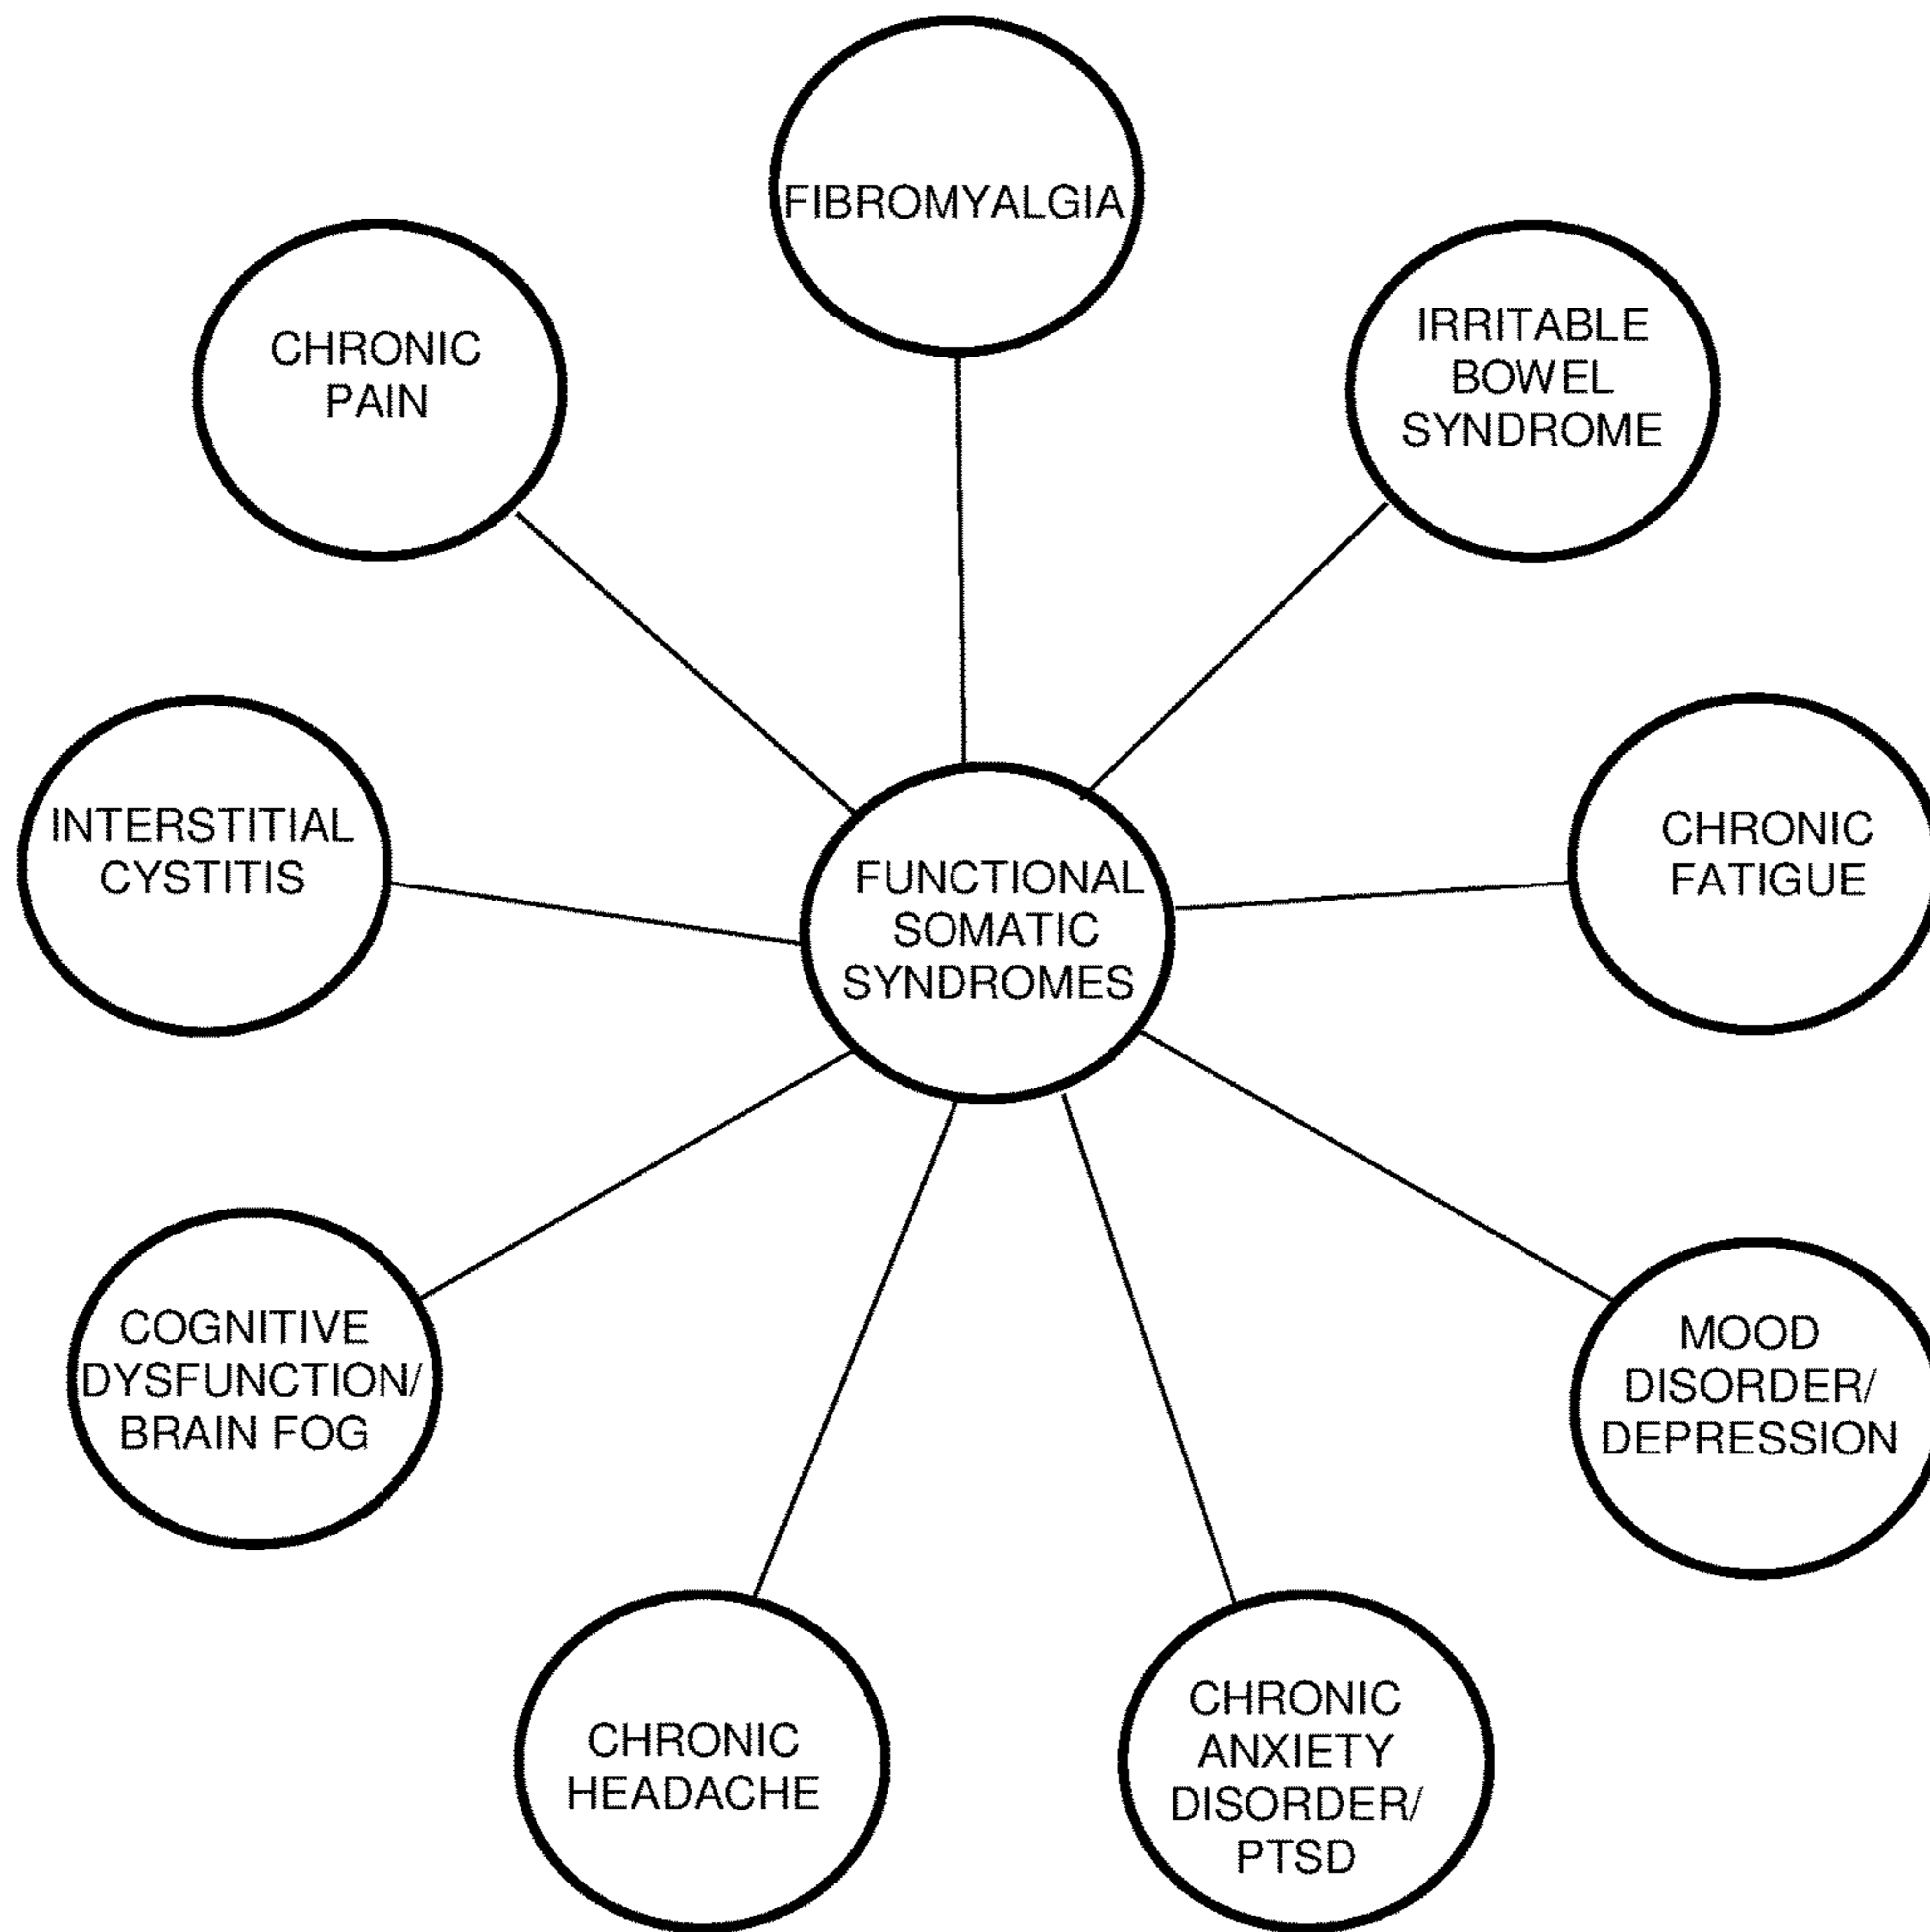 FIBROMYALGIA
CHRONIC
PAIN
IRRITABLE
BOWEL
SYNDROME
INTERSTITIAL
CYSTITIS
FUNCTIONAL
SOMATIC
SYNDROMES
CHRONIC
FATIGUE
COGNITIVE
DYSFUNCTION/
BRAIN FOG
MOOD
DISORDER/
DEPRESSION
CHRONIC
HEADACHE
CHRONIC
ANXIETY
DISORDER/
PTSD